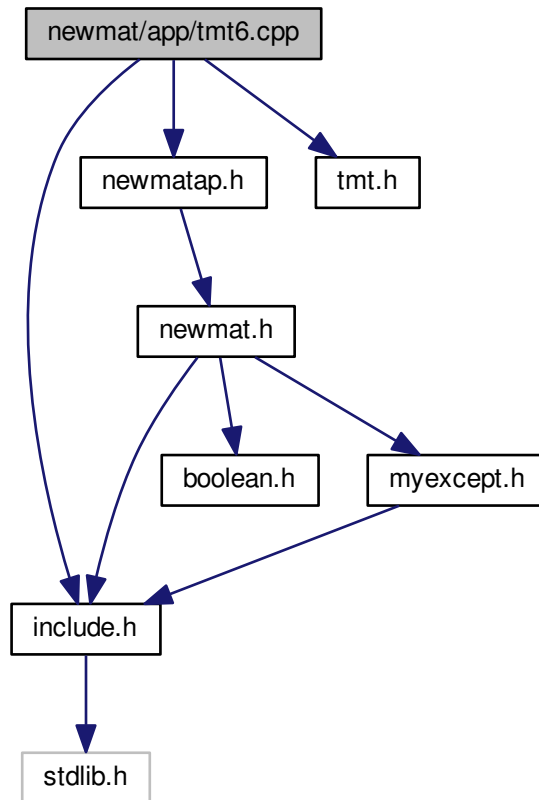 newmat/app/tmt6.cpp
newmatap.h
tmt.h
newmat.h
boolean.h
myexcept.h
include.h
stdlib.h